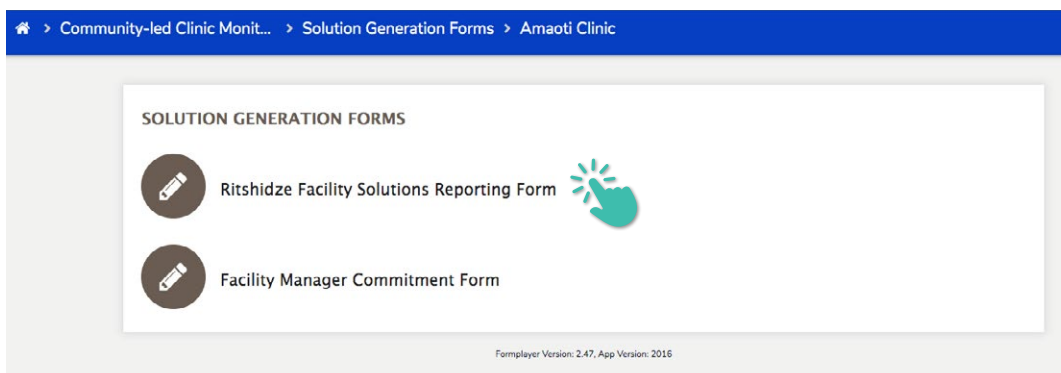 > Community-led Clinic Monit... > Solution Generation Forms > Amaoti Clinic
SOLUTION GENERATION FORMS
Ritshidze Facility Solutions Reporting Form
Facility Manager Commitment Form
Formplayer Version: 2.47, App Version: 2016